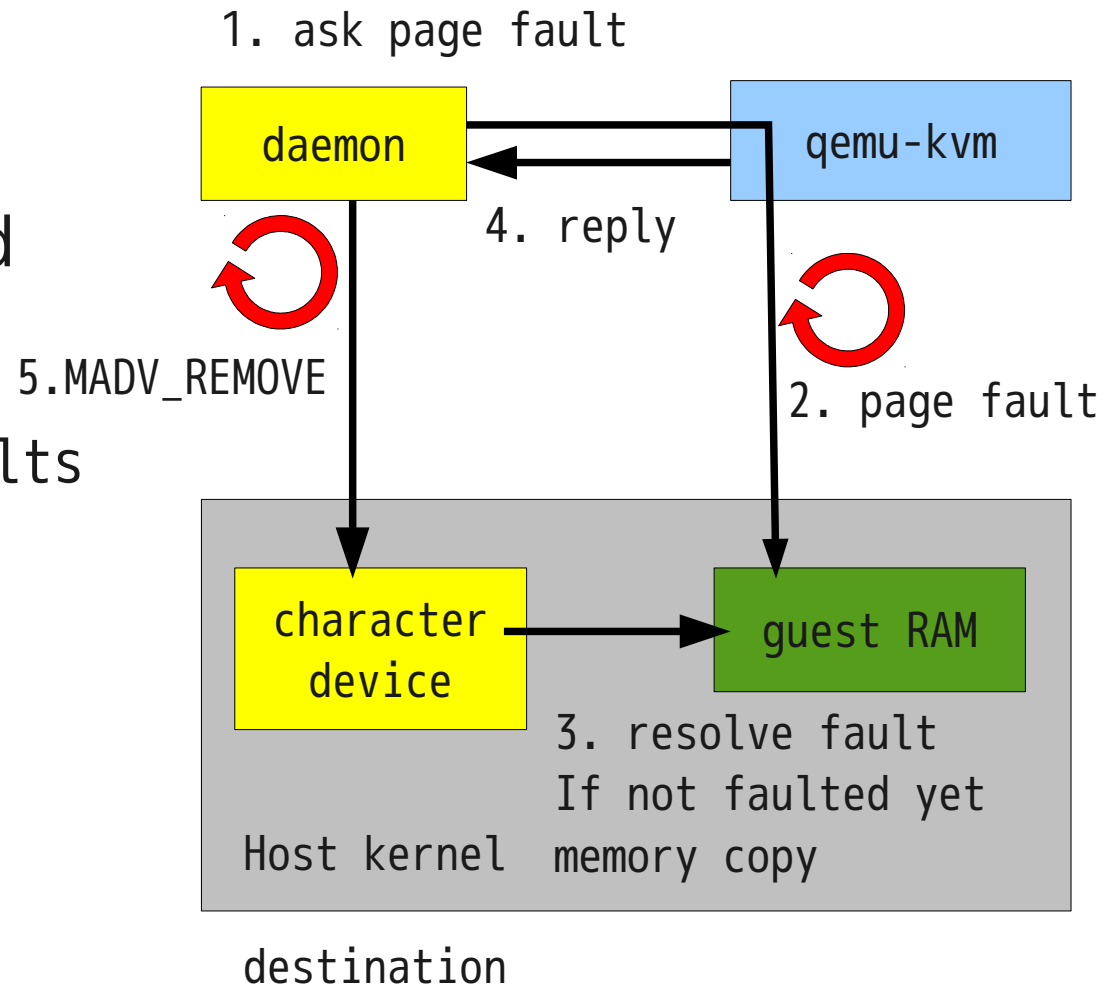 1. ask page fault
daemon
qemu-kvm
4. reply
d
5.MADV_REMOVE
2. page fault
lts
character
device
guest RAM
3. resolve fault
If not faulted yet
memory copy
Host kernel
destination